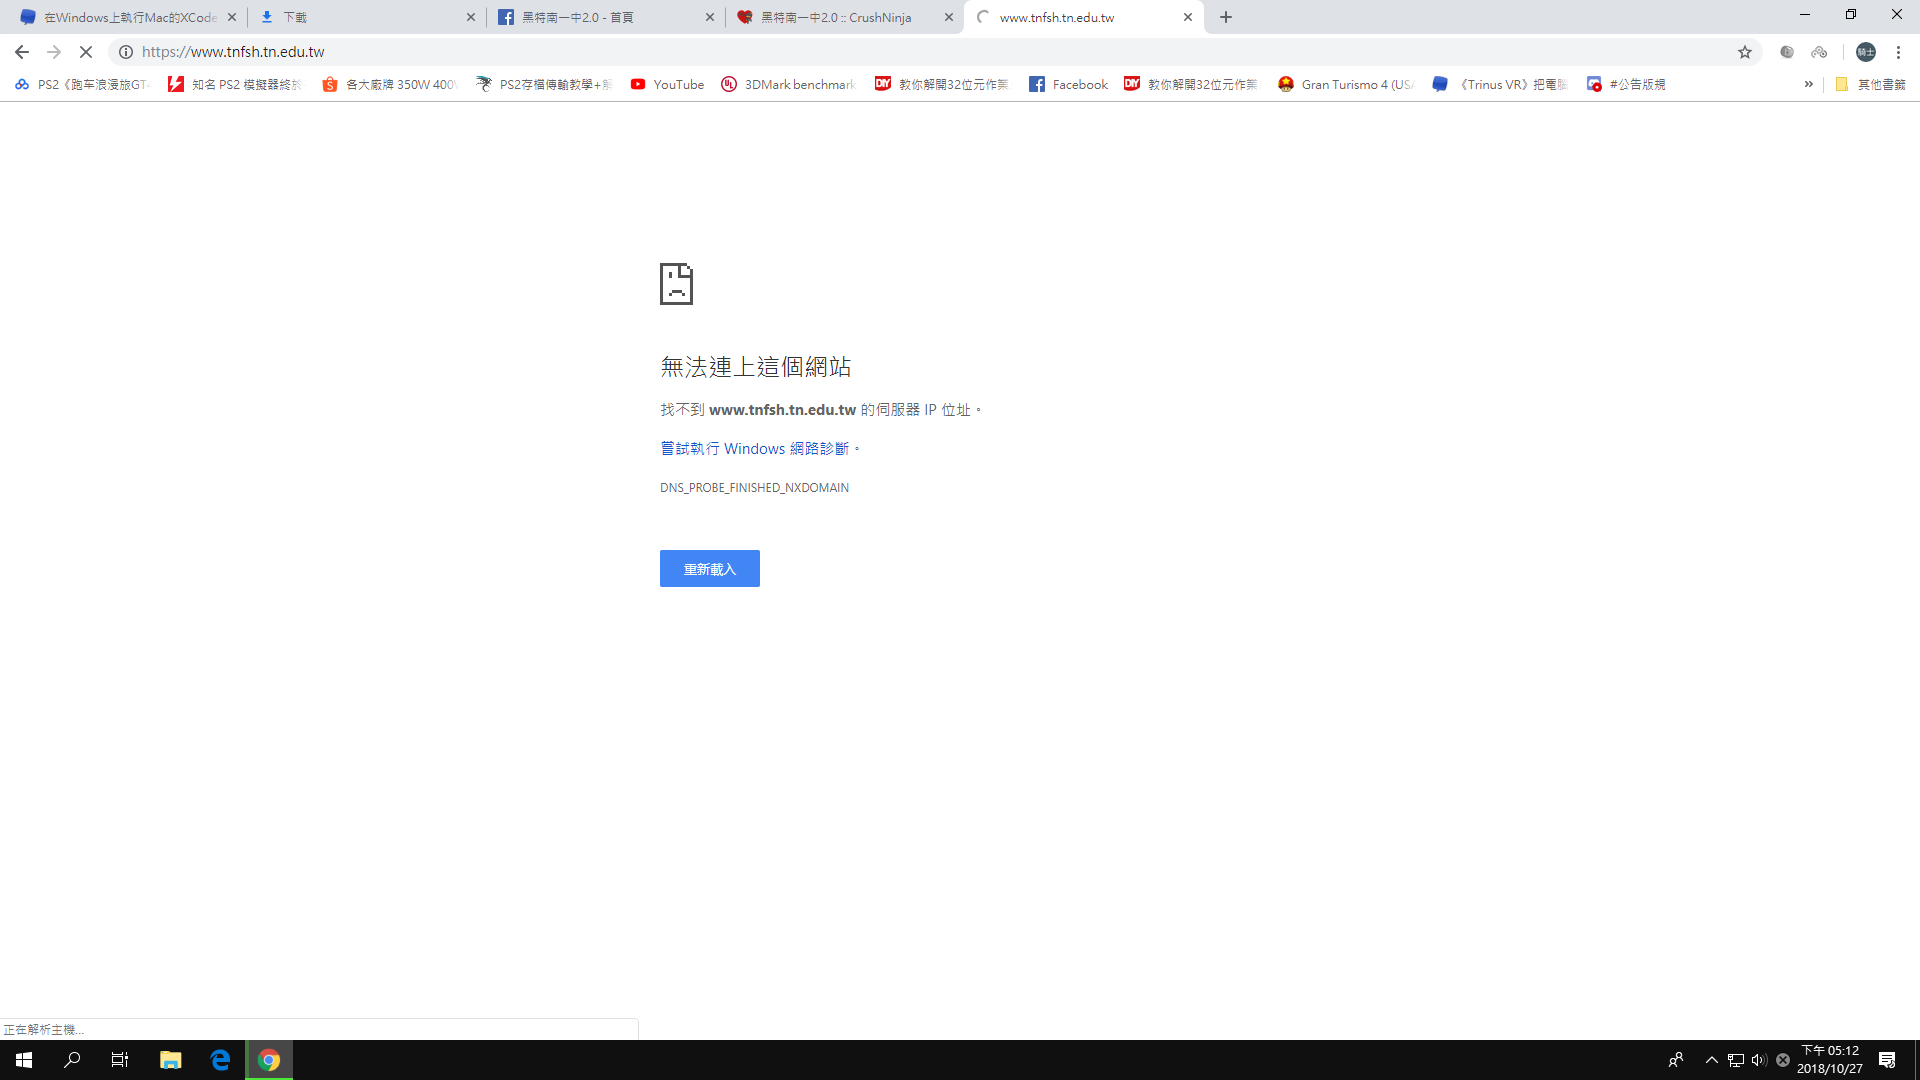 在Windows上執行Mac的XCode
下載
黑特南一中2.0 - 首頁
黑特南一中2.0 :: CrushNinja
www.tnfsh.tn.edu.tw
https://www.tnfsh.tn.edu.tw
騎士
PS2《跑车浪漫旅GT4
知名 PS2 模擬器終於
各大廠牌 350W 400W
PS2存檔傳輸教學+解
YouTube
3DMark benchmark
教你解開32位元作業
Facebook
教你解開32位元作業
Gran Turismo 4 (USA
《Trinus VR》把電腦
#公告版規
其他書籤
無法連上這個網站
找不到 www.tnfsh.tn.edu.tw 的伺服器 IP 位址。
嘗試執行 Windows 網路診斷。
DNS_PROBE_FINISHED_NXDOMAIN
重新載入
正在解析主機...
下午 05:12
2018/10/27